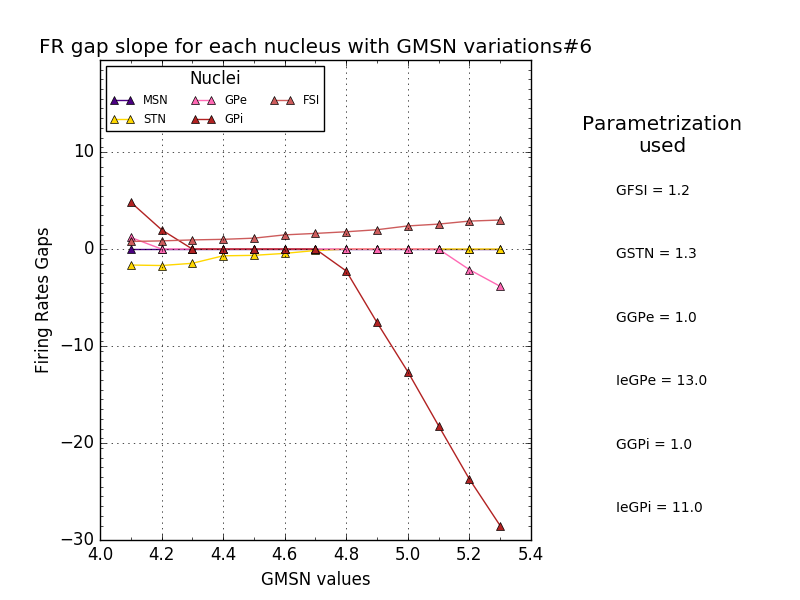 FR gap slope for each nucleus with GMSN variations#6
Nuclei
MSN
GPe
FSI
STN
GPi
10
0
−10
−20
−30
4.0
4.2
4.4
4.6
4.8
5.0
5.2
5.4
Firing Rates Gaps
GMSN values
Parametrization
used
GFSI = 1.2
GSTN = 1.3
GGPe = 1.0
IeGPe = 13.0
GGPi = 1.0
IeGPi = 11.0